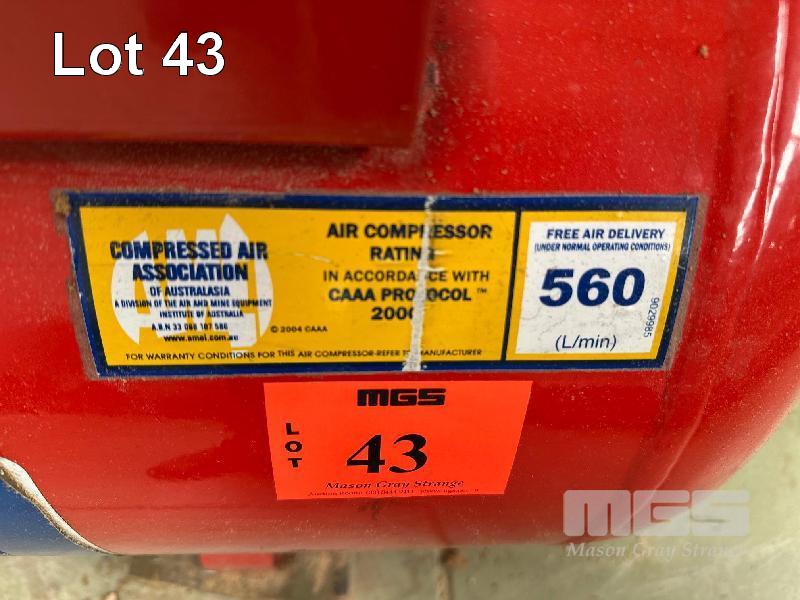 Lot 43
COMPRESSED AIR
ASSOCIATION
OF AUSTRALASIA
A DIVISION OF THE AIR AND MINE EQUIPMENT
INSTITUTE OF AUSTRALIA
A.B.N 33
www.amei.com.au
© 2004 CAAA
AIR COMPRESSOR
RATING
IN ACCORDANCE WITH
CAAA PROTOCOL ™
2000
FOR WARRANTY CONDITIONS FOR THIS AIR COMPRESSOR-REFER TO MANUFACTURER
FREE AIR DELIVERY
(UNDER NORMAL OPERATING CONDITIONS)
560
(L/min)
9029985
MGS
LOT
43
Mason Gray Strange
MGS
Mason Gray Strange